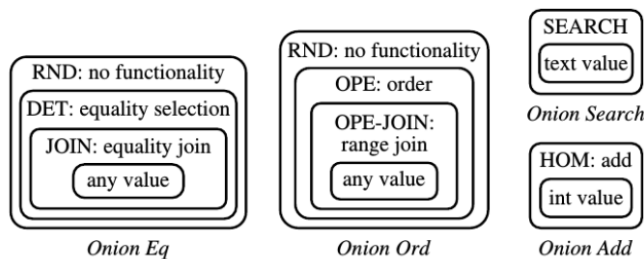 RND: no functionality
DET: equality selection
JOIN: equality join
any value
Onion Eq
RND: no functionality
OPE: order
OPE-JOIN:
range join
any value
Onion Ord
SEARCH
text value
Onion Search
HOM: add
int value
Onion Add